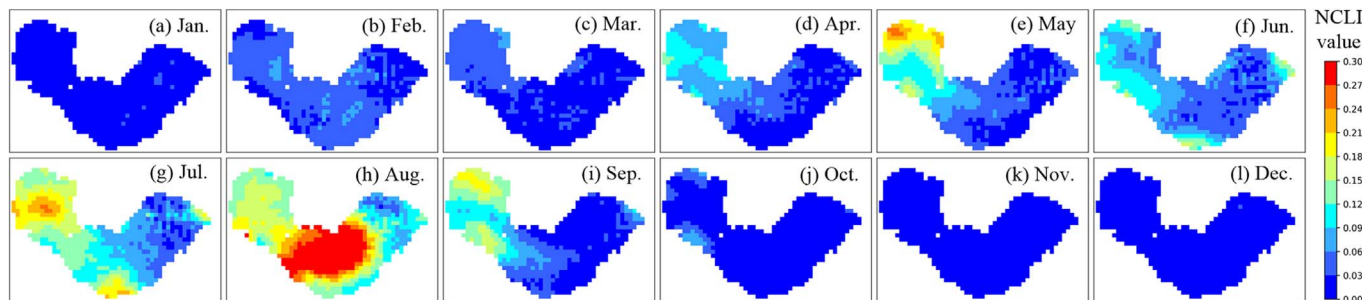 (a) Jan.
(b) Feb.
(c) Mar.
(d) Apr.
(e) May
(f) Jun.
NCLI
value
0.30
0.27
0.24
0.21
0.18
0.15
0.12
0.09
0.06
0.03
0.00
(g) Jul.
(h) Aug.
(i) Sep.
(j) Oct.
(k) Nov.
(l) Dec.